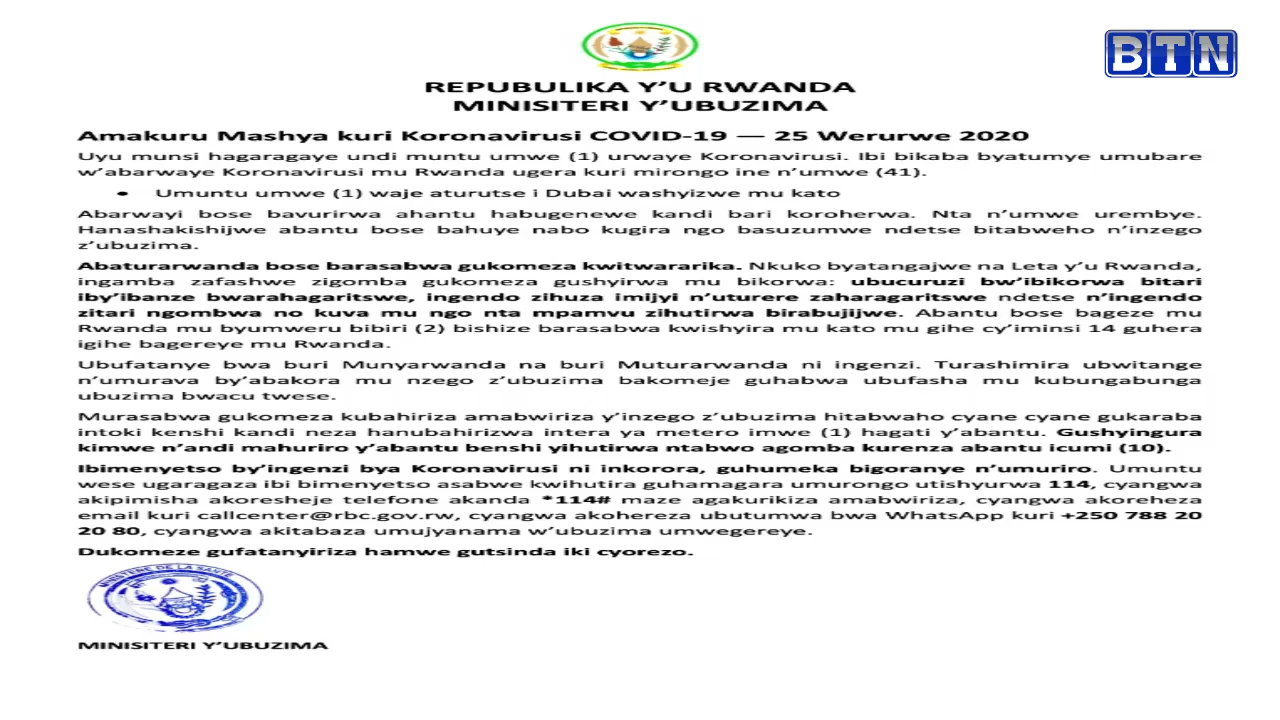 BTN
REPUBULIKA Y'U RWANDA
MINISITERI Y'UBUZIMA
Amakuru Mashya kuri Koronavirusi COVID-19 — 25 Werurwe 2020
Uyu munsi hagaragaye undi muntu umwe (1) urwaye Koronavirusi. Ibi bikaba byatumye umubare
w'abarwaye Koronavirusi mu Rwanda ugera kuri mirongo ine n'umwe (41).
• Umuntu umwe (1) waje aturutse i Dubai washyizwe mu kato
Abarwayi bose bavurirwa ahantu habugenewe kandi bari koroherwa. Nta n'umwe urembye.
Hanashakishijwe abantu bose bahuye nabo kugira ngo basuzumwe ndetse bitabweho n'inzego
z'ubuzima.
Abaturarwanda bose barasabwa gukomeza kwitwararika. Nkuko byatangajwe na Leta y'u Rwanda,
ingamba zafashwe zigomba gukomeza gushyirwa mu bikorwa: ubucuruzi bw'ibikorwa bitari
iby'ibanze bwarahagaritswe, ingendo zihuza imijyi n'uturere zaharagaritswe ndetse n'ingendo
zitari ngombwa no kuva mu ngo nta mpamvu zihutirwa birabujijwe. Abantu bose bageze mu
Rwanda mu byumweru bibiri (2) bishize barasabwa kwishyira mu kato mu gihe cy'iminsi 14 guhera
igihe bagereye mu Rwanda.
Ubufatanye bwa buri Munyarwanda na buri Muturarwanda ni ingenzi. Turashimira ubwitange
n'umurava by'abakora mu nzego z'ubuzima bakomeje guhabwa ubufasha mu kubungabunga
ubuzima bwacu twese.
Murasabwa gukomeza kubahiriza amabwiriza y'inzego z'ubuzima hitabwaho cyane cyane gukaraba
intoki kenshi kandi neza hanubahirizwa intera ya metero imwe (1) hagati y'abantu. Gushyingura
kimwe n'andi mahuriro y'abantu benshi yihutirwa ntabwo agomba kurenza abantu icumi (10).
Ibimenyetso by'ingenzi bya Koronavirusi ni inkorora, guhumeka bigoranye n'umuriro. Umuntu
wese ugaragaza ibi bimenyetso asabwe kwihutira guhamagara umurongo utishyurwa 114, cyangwa
akipimisha akoresheje telefone akanda *114# maze agakurikiza amabwiriza, cyangwa akoreheza
email kuri callcenter@rbc.gov.rw, cyangwa akohereza ubutumwa bwa WhatsApp kuri +250 788 20
20 80, cyangwa akitabaza umujyanama w'ubuzima umwegereye.
Dukomeze gufatanyiriza hamwe gutsinda iki cyorezo.
MINISTERE DE LA SANTE
MINISITERI Y'UBUZIMA